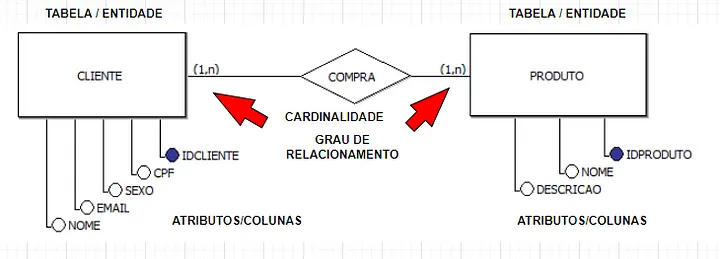 TABELA / ENTIDADE
TABELA / ENTIDADE
CLIENTE
(1,n)
COMPRA
(1,n)
PRODUTO
CARDINALIDADE
GRAU DE
RELACIONAMENTO
IDCLIENTE
CPF
SEXO
EMAIL
NOME
ATRIBUTOS/COLUNAS
IDPRODUTO
NOME
DESCRICAO
ATRIBUTOS/COLUNAS